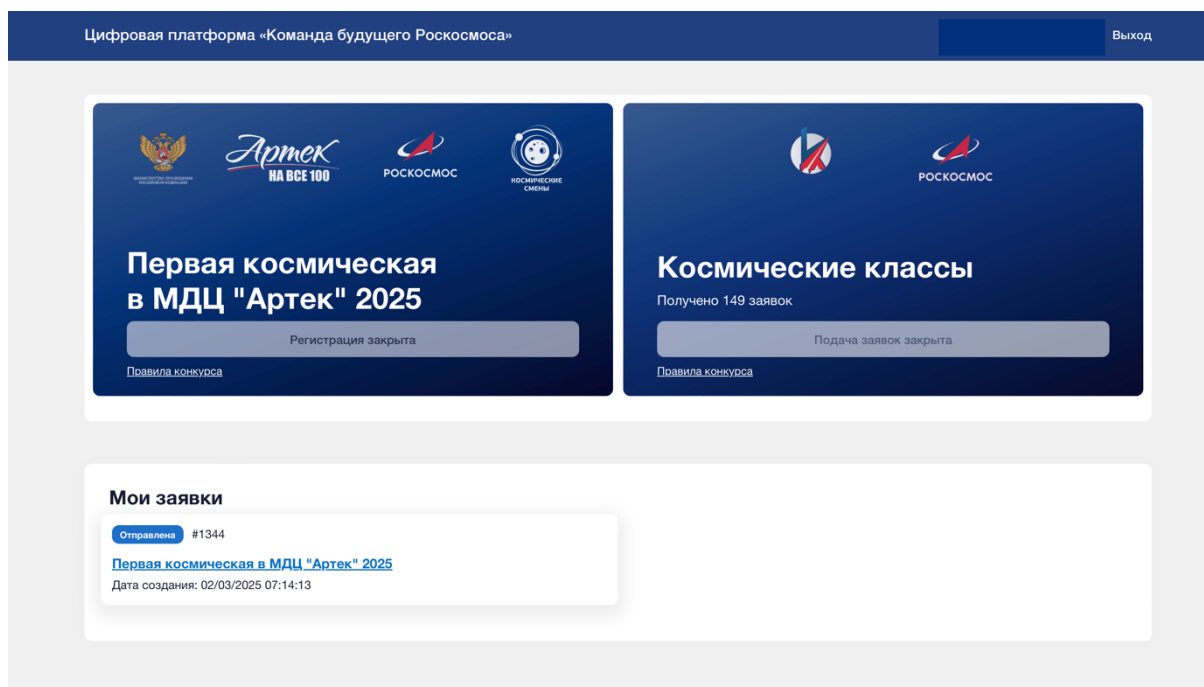 Цифровая платформа «Команда будущего Роскосмоса»
Выход
Артек
НА ВСЕ 100
РОСКОСМОС
КОСМИЧЕСКИЕ
СМЕНЫ
Первая космическая
в МДЦ "Артек" 2025
Регистрация закрыта
Правила конкурса
РОСКОСМОС
Космические классы
Получено 149 заявок
Подача заявок закрыта
Правила конкурса
Мои заявки
Отправлена #1344
Первая космическая в МДЦ "Артек" 2025
Дата создания: 02/03/2025 07:14:13